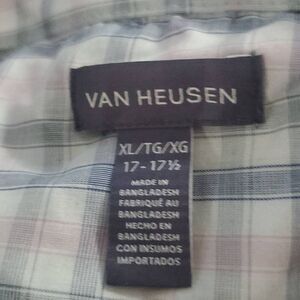 VAN HEUSEN
XL/TG/XG
17-17½
MADE IN
BANGLADESH
FABRIQUÉ AU
BANGLADESH
HECHO EN
BANGLADESH
CON INSUMOS
IMPORTADOS